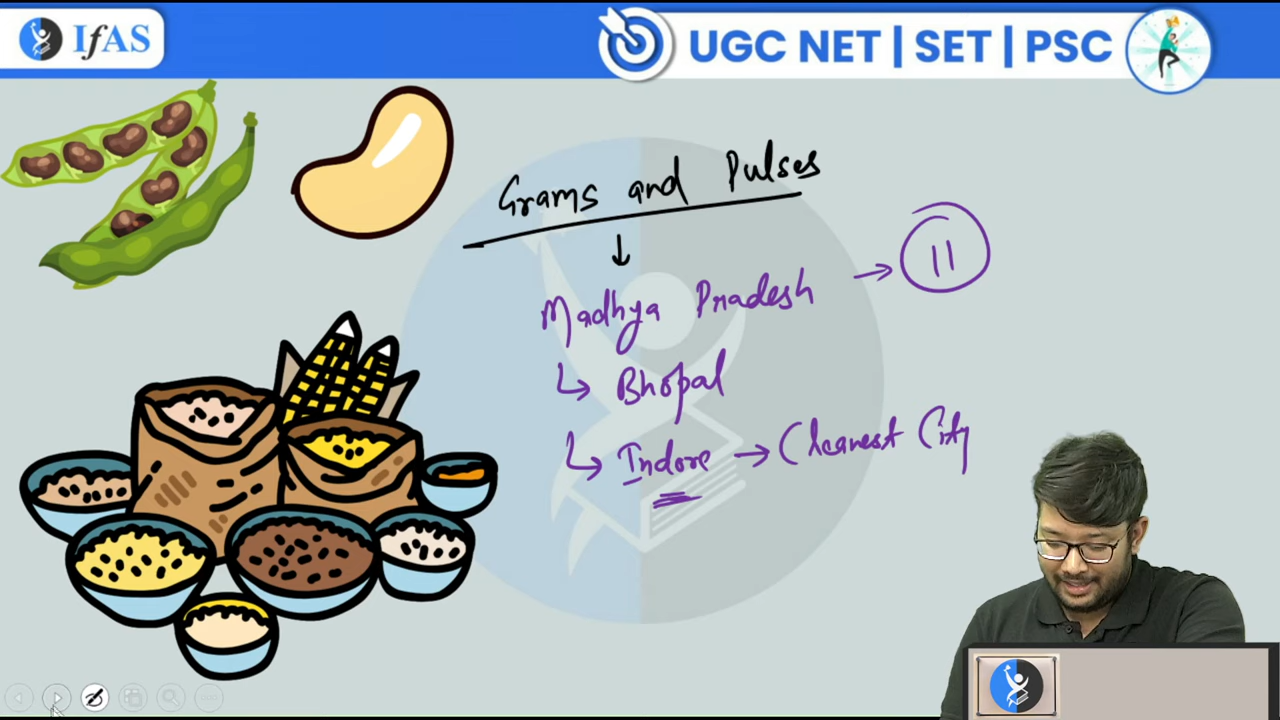 IfAS
UGC NET | SET | PSC
Grams and Pulses
↓
Madhya Pradesh → 11
↳ Bhopal
↳ Indore → Cleanest City